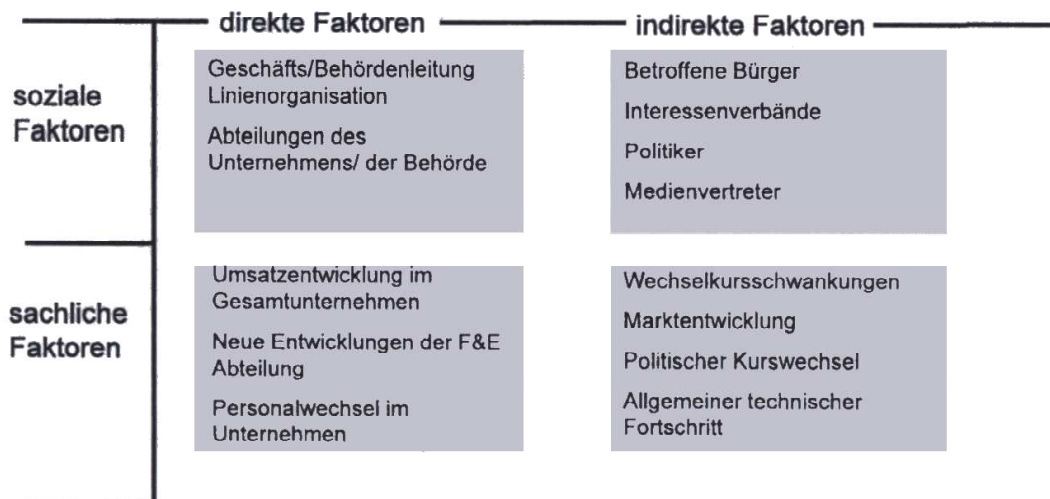 direkte Faktoren
indirekte Faktoren
soziale
Faktoren
Geschäfts/Behördenleitung
Linienorganisation
Abteilungen des
Unternehmens/ der Behörde
Betroffene Bürger
Interessenverbände
Politiker
Medienvertreter
sachliche
Faktoren
Umsatzentwicklung im
Gesamtunternehmen
Neue Entwicklungen der F&E
Abteilung
Personalwechsel im
Unternehmen
Wechselkursschwankungen
Marktentwicklung
Politischer Kurswechsel
Allgemeiner technischer
Fortschritt